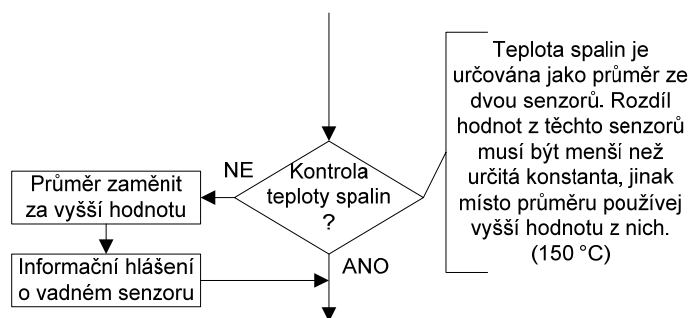 Teplota spalin je
určována jako průměr ze
dvou senzorů. Rozdíl
hodnot z těchto senzorů
musí být menší než
určitá konstanta, jinak
místo průměru používej
vyšší hodnotu z nich.
(150 °C)
Kontrola
teploty spalin
?
NE
Průměr zaměnit
za vyšší hodnotu
Informační hlášení
o vadném senzoru
ANO